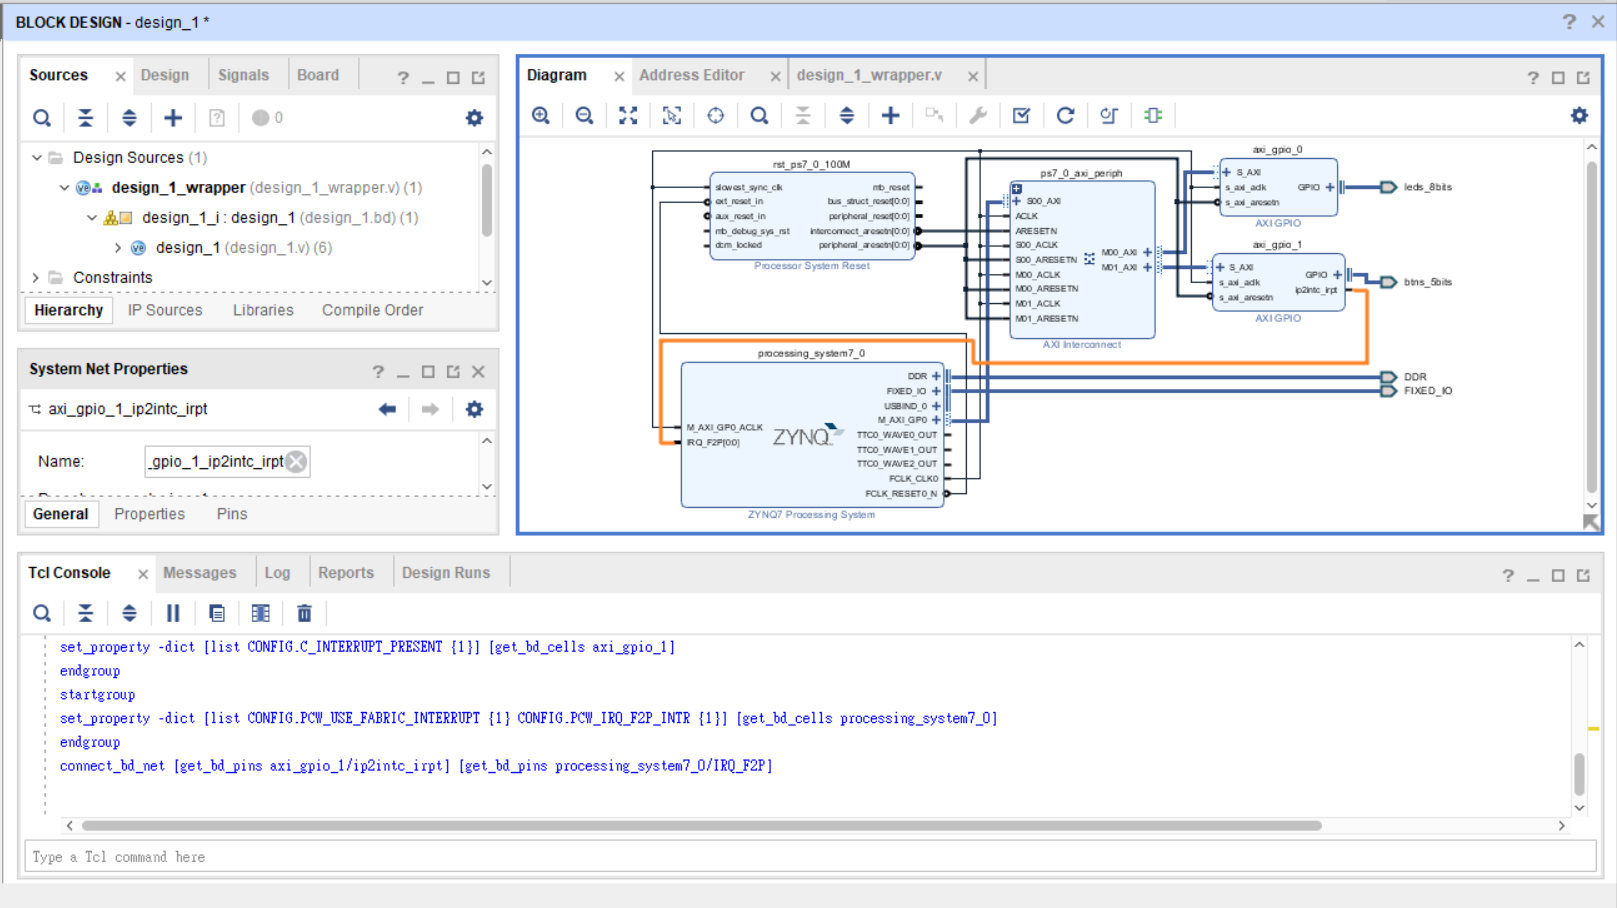 BLOCK DESIGN - design_1 *
Sources
Design
Signals
Board
0
Design Sources (1)
design_1_wrapper (design_1_wrapper.v) (1)
design_1_i : design_1 (design_1.bd) (1)
design_1 (design_1.v) (6)
Constraints
Hierarchy
IP Sources
Libraries
Compile Order
System Net Properties
axi_gpio_1_ip2intc_irpt
Name:
_gpio_1_ip2intc_irpt
General
Properties
Pins
Diagram
Address Editor
design_1_wrapper.v
rst_ps7_0_100M
slowest_sync_clk
ext_reset_in
aux_reset_in
mb_debug_sys_rst
dcm_locked
mb_reset
bus_struct_reset[0:0]
peripheral_reset[0:0]
interconnect_aresetn[0:0]
peripheral_aresetn[0:0]
Processor System Reset
ps7_0_axi_periph
S00_AXI
ACLK
ARESETN
S00_ACLK
S00_ARESETN
M00_ACLK
M00_ARESETN
M01_ACLK
M01_ARESETN
M00_AXI
M01_AXI
AXI Interconnect
axi_gpio_0
S_AXI
s_axi_aclk
s_axi_aresetn
GPIO
AXI GPIO
leds_8bits
axi_gpio_1
S_AXI
s_axi_aclk
s_axi_aresetn
GPIO
ip2intc_irpt
AXI GPIO
btns_5bits
processing_system7_0
M_AXI_GP0_ACLK
IRQ_F2P[0:0]
ZYNQ
DDR
FIXED_IO
USBIND_0
M_AXI_GP0
TTC0_WAVE0_OUT
TTC0_WAVE1_OUT
TTC0_WAVE2_OUT
FCLK_CLK0
FCLK_RESET0_N
ZYNQ7 Processing System
DDR
FIXED_IO
Tcl Console
Messages
Log
Reports
Design Runs
set_property -dict [list CONFIG.C_INTERRUPT_PRESENT {1}] [get_bd_cells axi_gpio_1]
endgroup
startgroup
set_property -dict [list CONFIG.PCW_USE_FABRIC_INTERRUPT {1} CONFIG.PCW_IRQ_F2P_INTR {1}] [get_bd_cells processing_system7_0]
endgroup
connect_bd_net [get_bd_pins axi_gpio_1/ip2intc_irpt] [get_bd_pins processing_system7_0/IRQ_F2P]
Type a Tcl command here